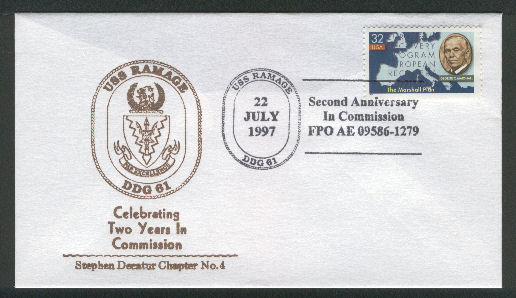 USS RAMAGE
DDG 61
Celebrating
Two Years In
Commission
Stephen Decatur Chapter No. 4
USS RAMAGE
22
JULY
1997
DDG 61
Second Anniversary
In Commission
FPO AE 09586-1279
32
USA
The Marshall Plan